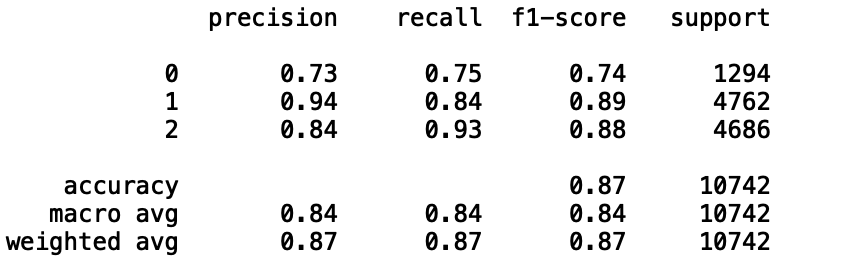 precision recall f1-score support
0 0.73 0.75 0.74 1294
1 0.94 0.84 0.89 4762
2 0.84 0.93 0.88 4686
accuracy 0.87 10742
macro avg 0.84 0.84 0.84 10742
weighted avg 0.87 0.87 0.87 10742